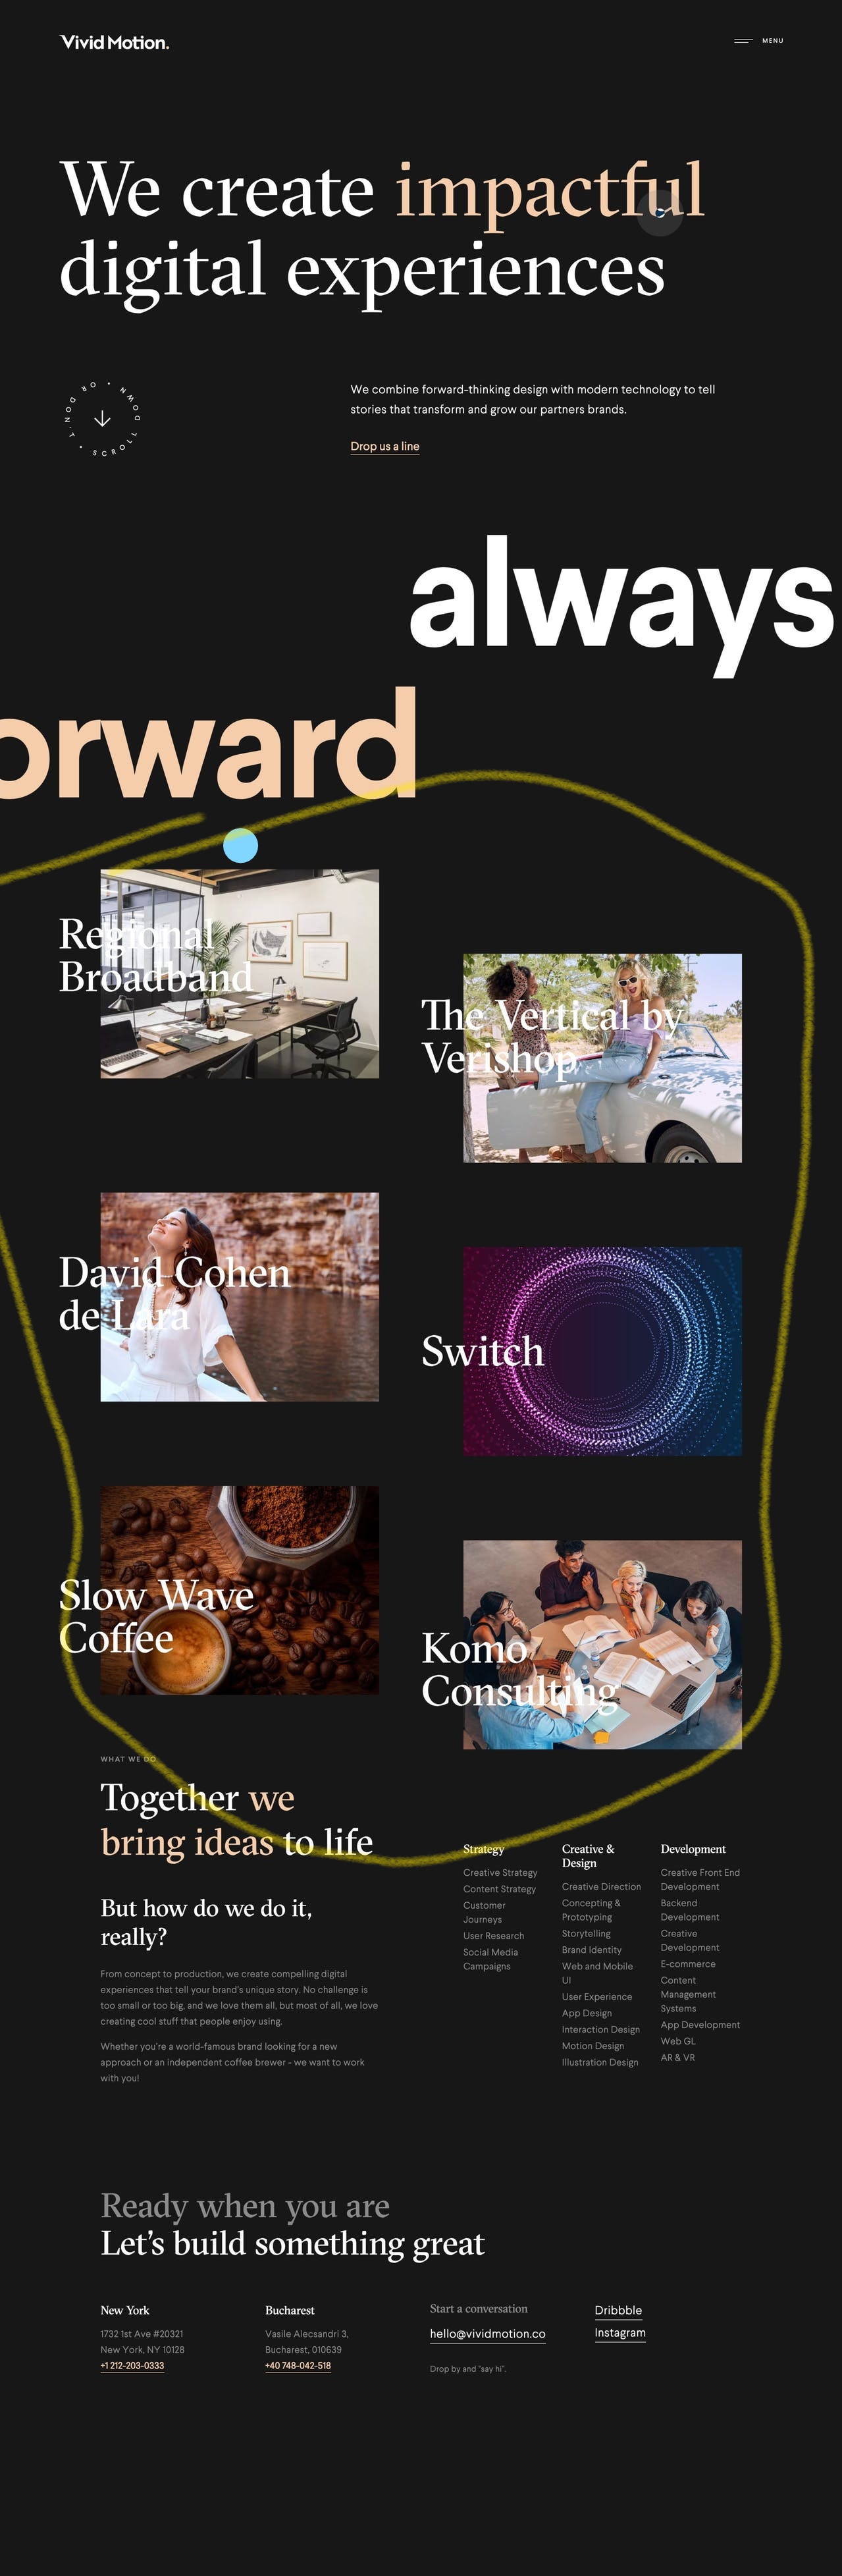 Vivid Motion.
MENU
We create impactful
digital experiences
SCROLL DOWN • OR DON'T •
We combine forward-thinking design with modern technology to tell
stories that transform and grow our partners brands.
Drop us a line
always
orward
Regional
Broadband
The Vertical by
Verishop
David Cohen
de Lara
Switch
Slow Wave
Coffee
Komo
Consulting
WHAT WE DO
Together we
bring ideas to life
But how do we do it,
really?
From concept to production, we create compelling digital
experiences that tell your brand's unique story. No challenge is
too small or too big, and we love them all, but most of all, we love
creating cool stuff that people enjoy using.
Whether you're a world-famous brand looking for a new
approach or an independent coffee brewer - we want to work
with you!
Strategy
Creative Strategy
Content Strategy
Customer
Journeys
User Research
Social Media
Campaigns
Creative &
Design
Creative Direction
Concepting &
Prototyping
Storytelling
Brand Identity
Web and Mobile
UI
User Experience
App Design
Interaction Design
Motion Design
Illustration Design
Development
Creative Front End
Development
Backend
Development
Creative
Development
E-commerce
Content
Management
Systems
App Development
Web GL
AR & VR
Ready when you are
Let's build something great
New York
1732 1st Ave #20321
New York, NY 10128
+1 212-203-0333
Bucharest
Vasile Alecsandri 3,
Bucharest, 010639
+40 748-042-518
Start a conversation
hello@vividmotion.co
Drop by and "say hi".
Dribbble
Instagram